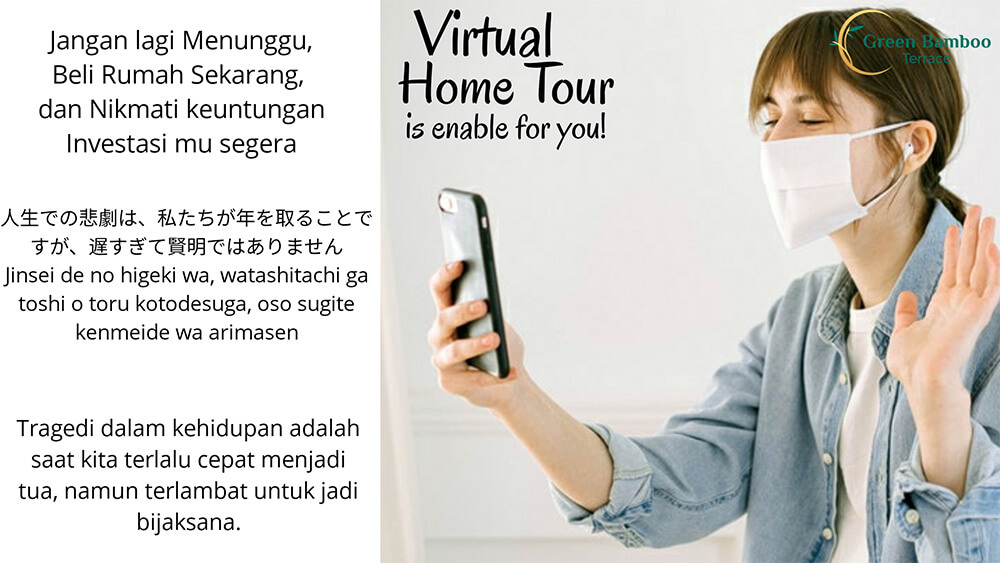 Jangan lagi Menunggu,
Beli Rumah Sekarang,
dan Nikmati keuntungan
Investasi mu segera
人生での悲劇は、私たちが年を取ることで
すが、遅すぎて賢明ではありません
Jinsei de no higeki wa, watashitachi ga
toshi o toru kotodesuga, oso sugite
kenmeide wa arimasen
Tragedi dalam kehidupan adalah
saat kita terlalu cepat menjadi
tua, namun terlambat untuk jadi
bijaksana.
Virtual
Home Tour
is enable for you!
Green Bamboo
Terrace